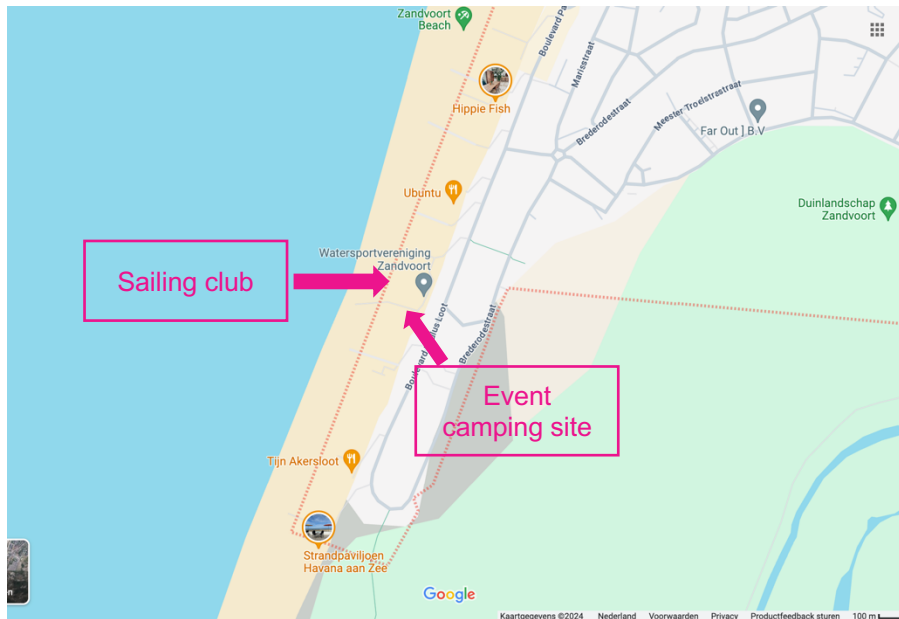 Zandvoort
Beach
Boulevard Pa
Marisstraat
Hippie Fish
Brederodestraat
Meester Troelstrastraat
Far Out ] B.V
Ubuntu
Duinlandschap
Zandvoort
Watersportvereniging
Zandvoort
Sailing club
Boulevard
lus Loot
Brederodestraat
Event
camping site
Tijn Akersloot
Strandpaviljoen
Havana aan Zee
Google
Kaartgegevens ©2024 Nederland Voorwaarden Privacy Productfeedback sturen 100 m